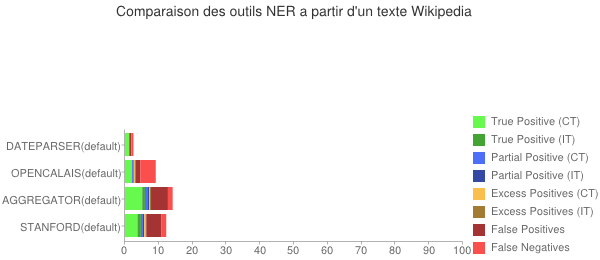 Comparaison des outils NER a partir d'un texte Wikipedia
DATEPARSER(default)
OPENCALAIS(default)
AGGREGATOR(default)
STANFORD(default)
0 10 20 30 40 50 60 70 80 90 100
True Positive (CT)
True Positive (IT)
Partial Positive (CT)
Partial Positive (IT)
Excess Positives (CT)
Excess Positives (IT)
False Positives
False Negatives